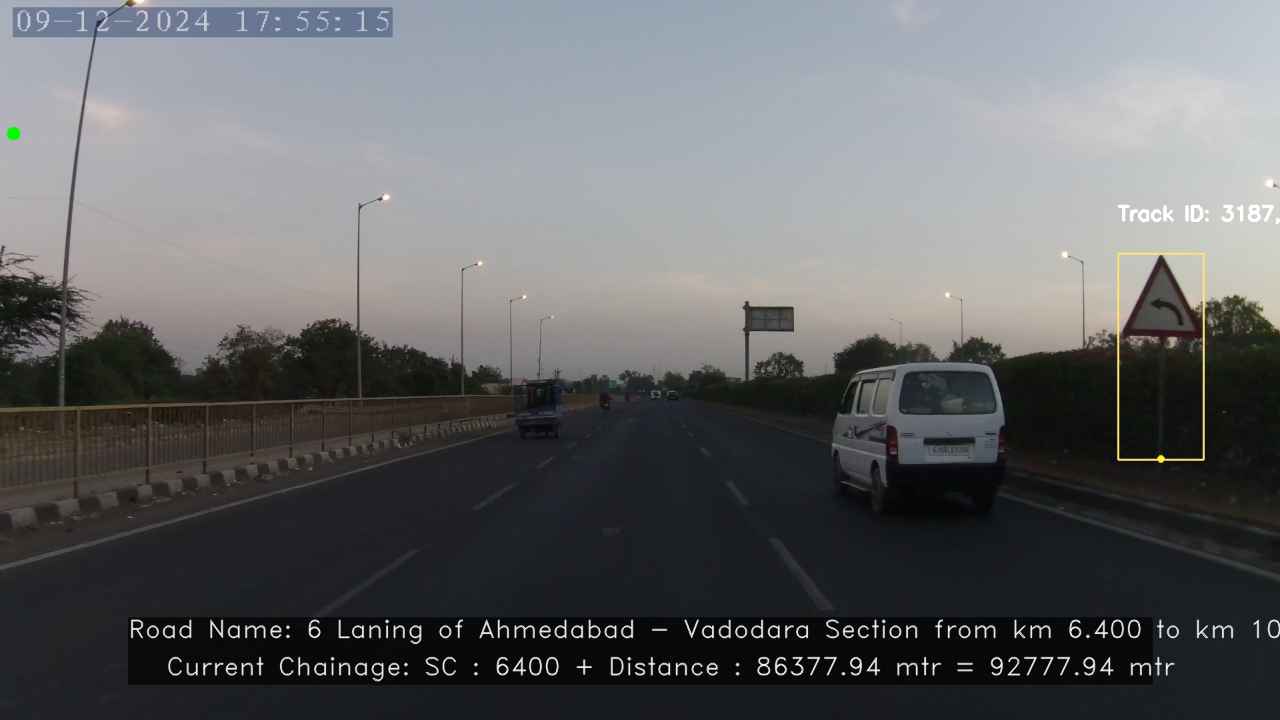 09-12-2024 17:55:15
Track ID: 3187,
Road Name: 6 Laning of Ahmedabad - Vadodara Section from km 6.400 to km 10
Current Chainage: SC : 6400 + Distance : 86377.94 mtr = 92777.94 mtr